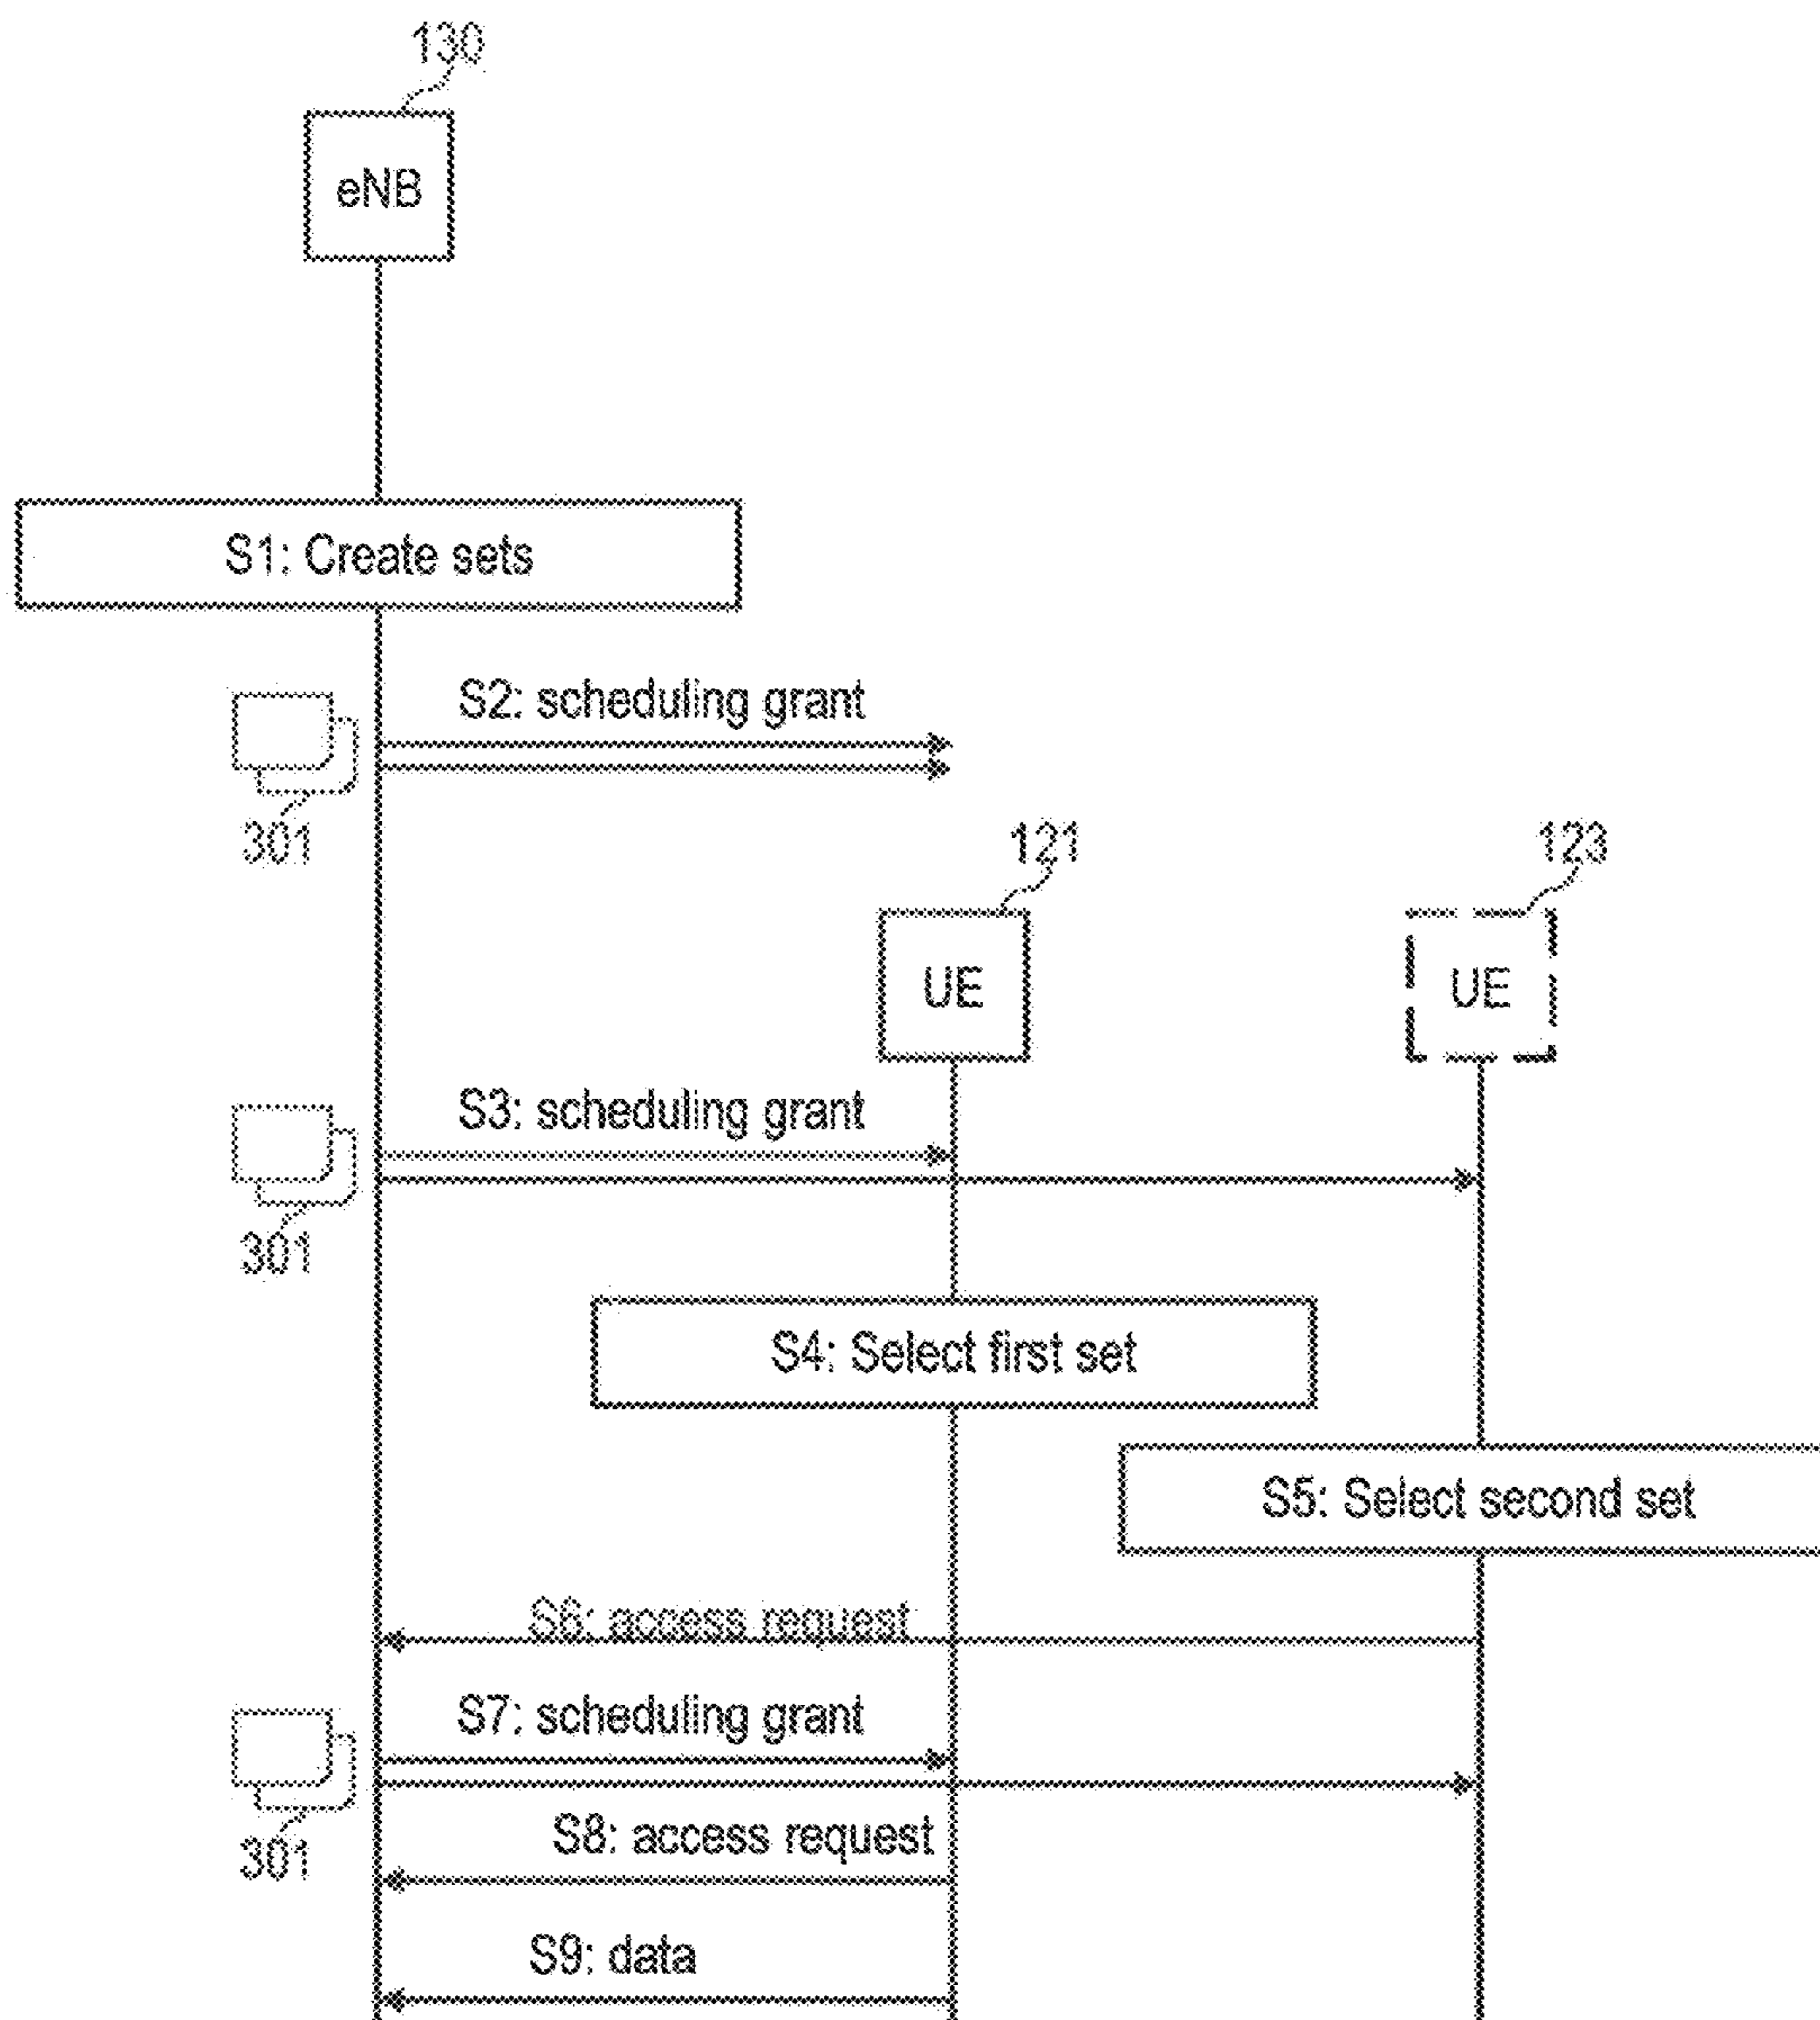 130
eNB
S1: Create sets
S2: scheduling grant
301
121
123
UE
UE
S3: scheduling grant
301
S4: Select first set
S5: Select second set
S6: access request
S7: scheduling grant
301
S8: access request
S9: data